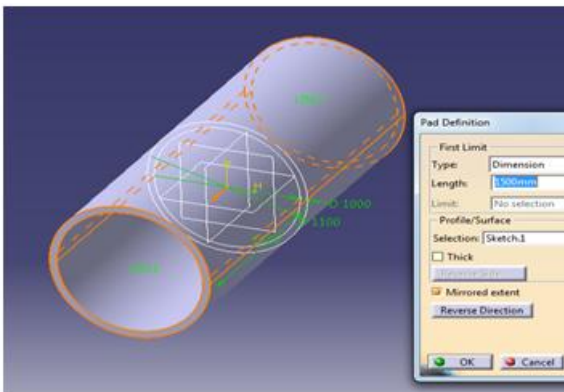 D 1000
1100
Pad Definition
First Limit
Type: Dimension
Length: 1500mm
Limit: No selection
Profile/Surface
Selection: Sketch.1
Thick
Reverse Side
Mirrored extent
Reverse Direction
OK Cancel